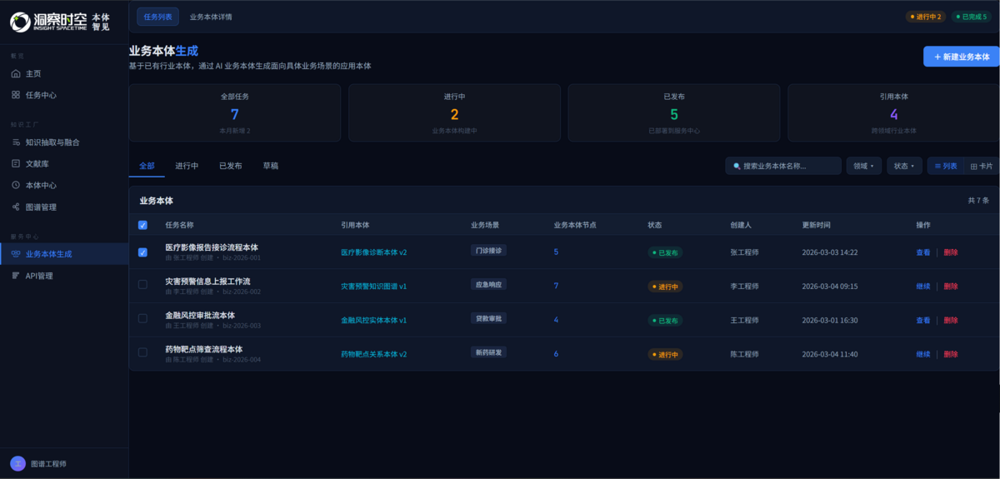 洞察时空 本体智见
INSIGHT SPACETIME
任务列表 业务本体详情 进行中 2 已完成 5
概览
主页
任务中心
知识工厂
知识抽取与融合
文献库
本体中心
图谱管理
服务中心
业务本体生成
API管理
工 图谱工程师
业务本体生成
基于已有行业本体，通过 AI 业务本体生成面向具体业务场景的应用本体
+ 新建业务本体
全部任务 进行中 已发布 引用本体
7 2 5 4
本月新增 2 业务本体构建中 已部署到服务中心 跨领域行业本体
全部 进行中 已发布 草稿 搜索业务本体名称... 领域 状态 列表 卡片
业务本体 共 7 条
任务名称 引用本体 业务场景 业务本体节点 状态 创建人 更新时间 操作
医疗影像报告接诊流程本体 医疗影像诊断本体 v2 门诊接诊 5 已发布 张工程师 2026-03-03 14:22 查看 | 删除
由 张工程师 创建 · biz-2026-001
灾害预警信息上报工作流 灾害预警知识图谱 v1 应急响应 7 进行中 李工程师 2026-03-04 09:15 继续 | 删除
由 李工程师 创建 · biz-2026-002
金融风控审批流本体 金融风控实体本体 v1 贷款审批 4 已发布 王工程师 2026-03-01 16:30 查看 | 删除
由 王工程师 创建 · biz-2026-003
药物靶点筛查流程本体 药物靶点关系本体 v2 新药研发 6 进行中 陈工程师 2026-03-04 11:40 继续 | 删除
由 陈工程师 创建 · biz-2026-004